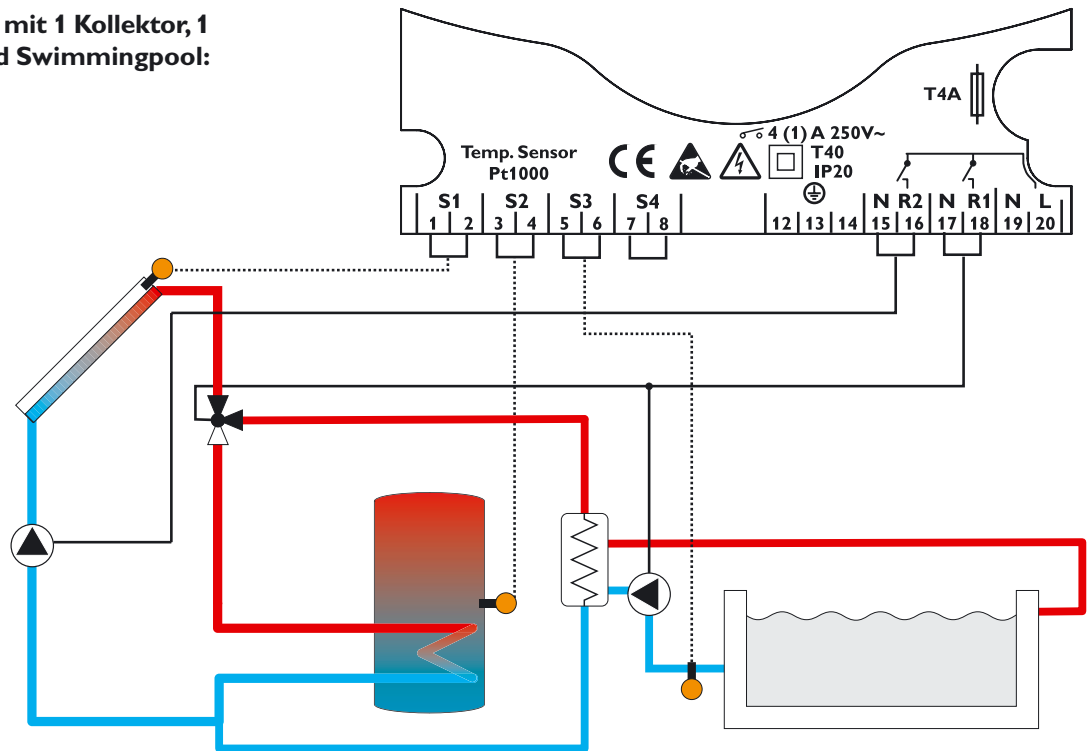 mit 1 Kollektor, 1
d Swimmingpool:
T4A
4 (1) A 250V~
Temp. Sensor
Pt1000
CE
T40
IP20
S1 S2 S3 S4 N R2 N R1 N L
1 2 3 4 5 6 7 8 12 13 14 15 16 17 18 19 20